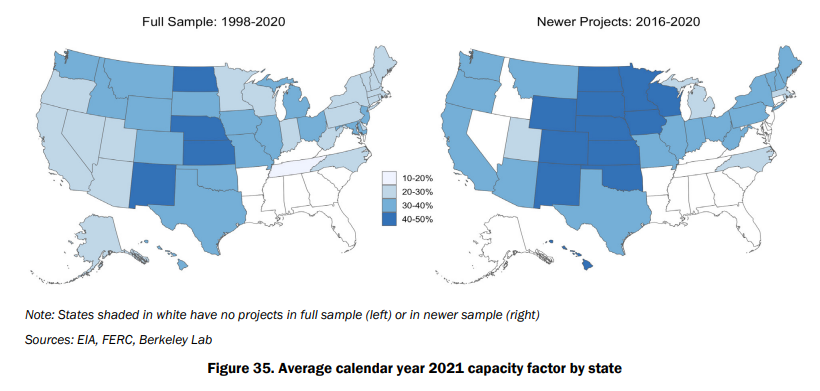 Full Sample: 1998-2020
Newer Projects: 2016-2020
10-20%
20-30%
30-40%
40-50%
Note: States shaded in white have no projects in full sample (left) or in newer sample (right)
Sources: EIA, FERC, Berkeley Lab
Figure 35. Average calendar year 2021 capacity factor by state